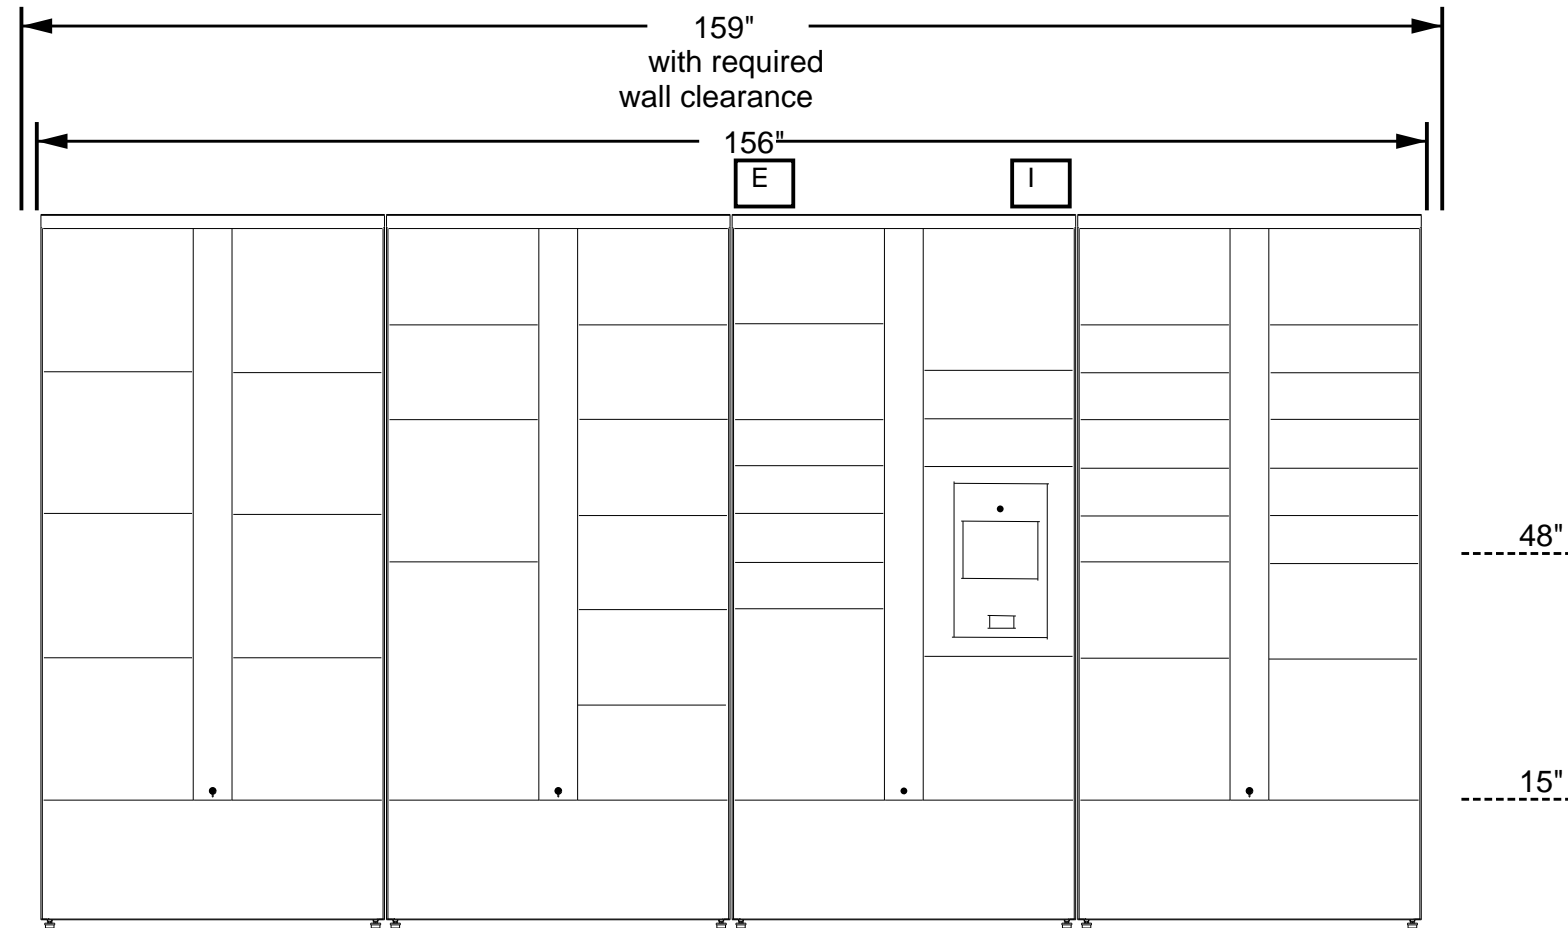 159"
with required
wall clearance
156"
E
I
48"
15"